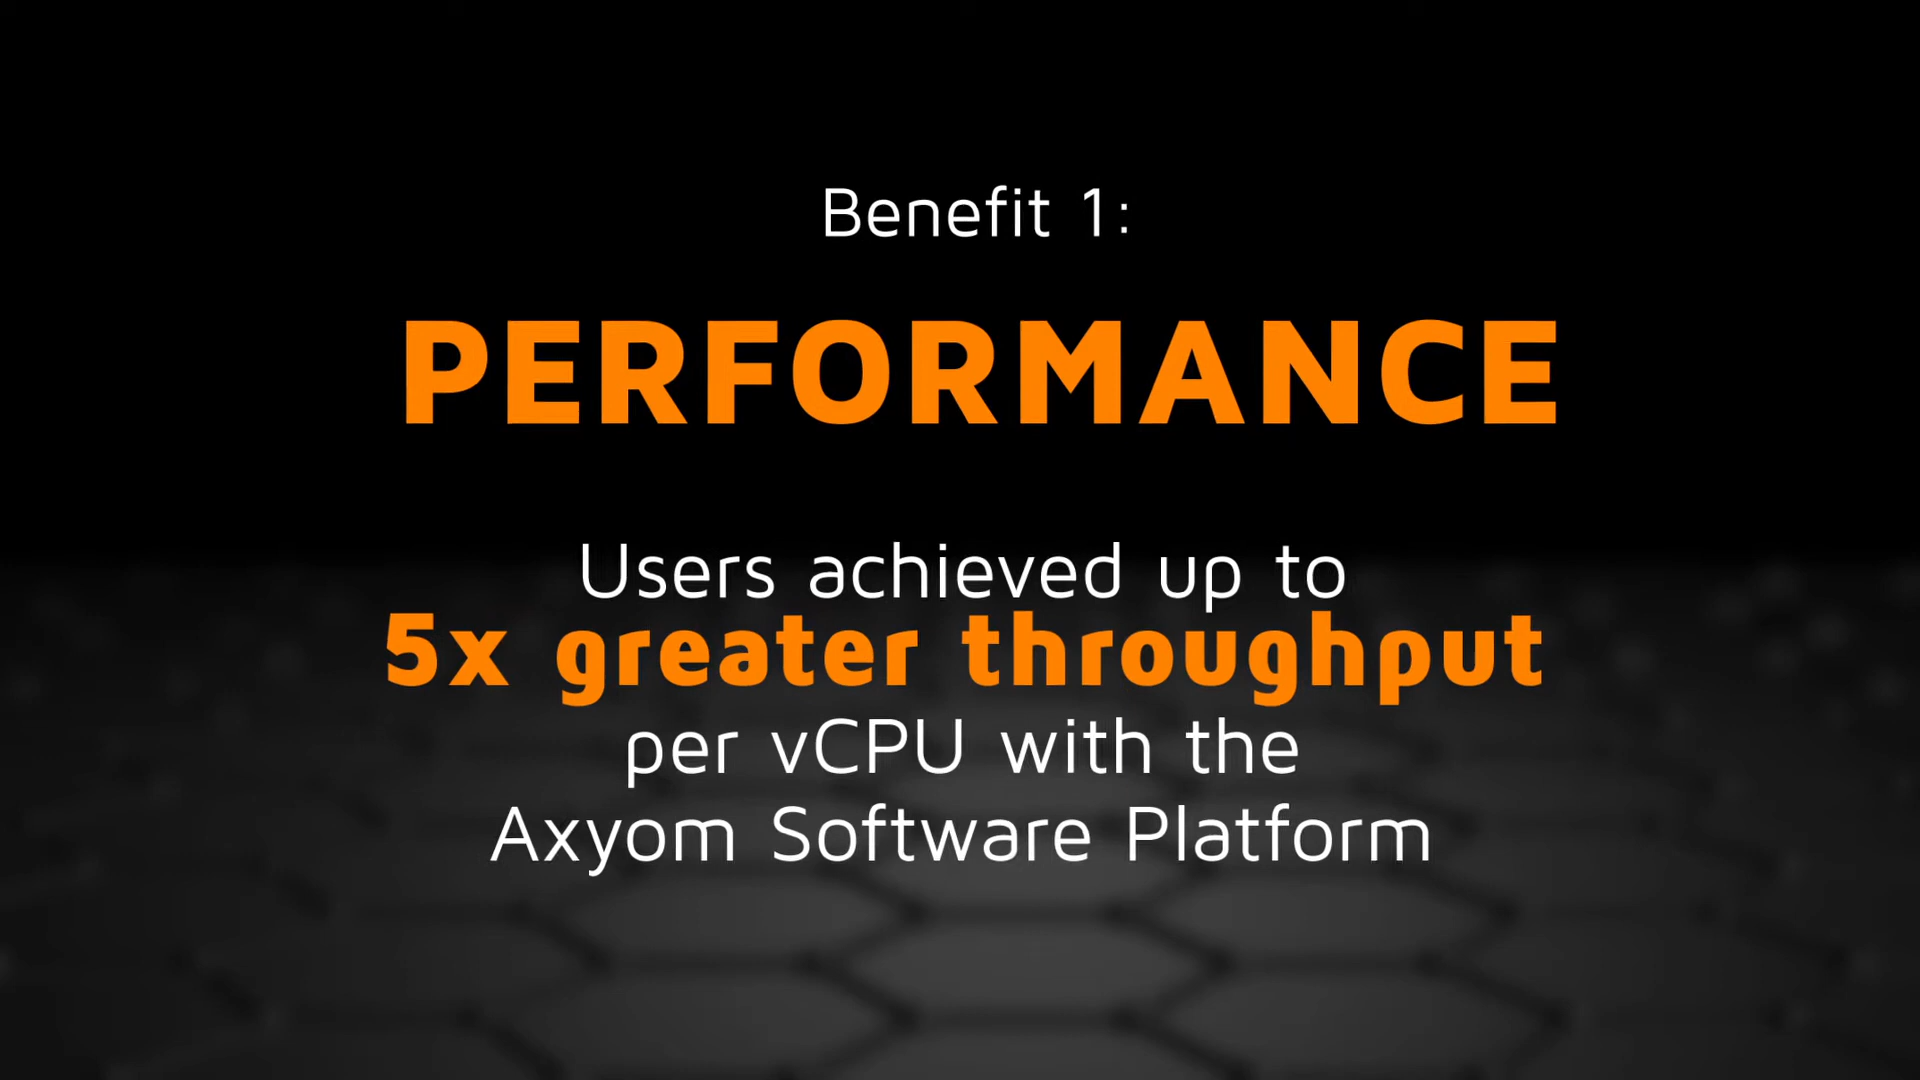 Benefit 1:
PERFORMANCE
Users achieved up to
5x greater throughput
per vCPU with the
Axyom Software Platform